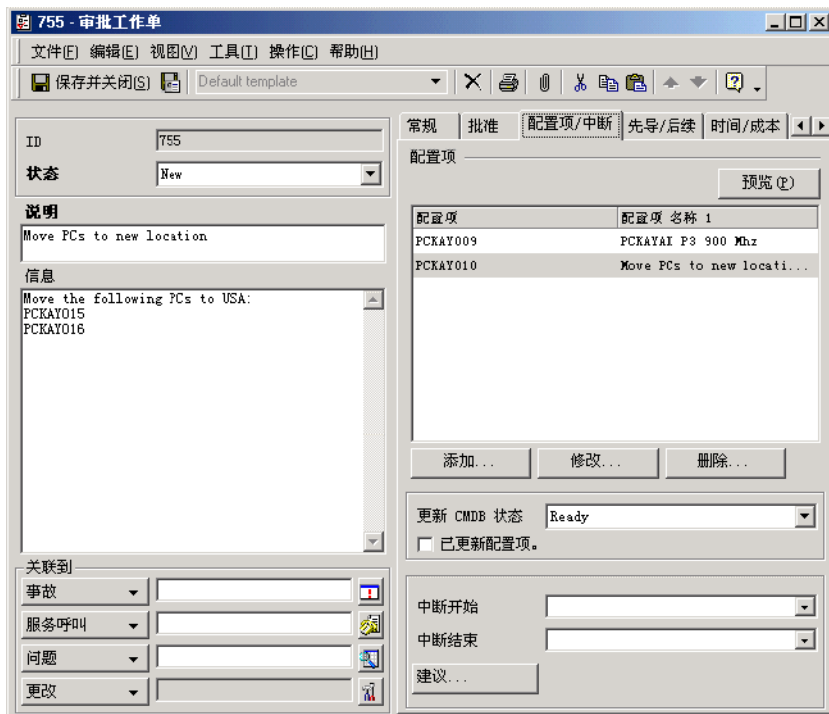 755 - 审批工作单
文件(F) 编辑(E) 视图(V) 工具(T) 操作(C) 帮助(H)
保存并关闭(S) Default template
ID 755
状态 New
说明
Move PCs to new location
信息
Move the following PCs to USA:
PCKAY015
PCKAY016
关联到
事故
服务呼叫
问题
更改
常规 批准 配置项/中断 先导/后续 时间/成本
配置项
预览(P)
配置项 配置项 名称 1
PCKAY009 PCKAYAK P3 900 Mhz
PCKAY010 Move PCs to new locati...
添加... 修改... 删除...
更新 CMDB 状态 Ready
已更新配置项。
中断开始
中断结束
建议...